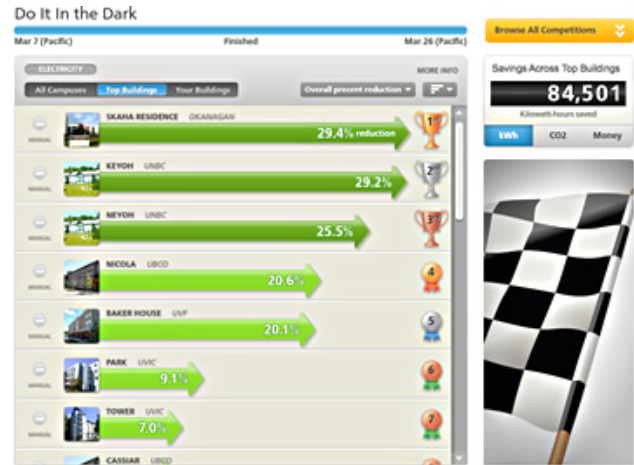 Do It In the Dark
Mar 7 (Pacific) Finished Mar 26 (Pacific)
Browse All Competitions
ELECTRICITY MORE INFO
All Campuses Top Buildings Your Buildings Overall precent reduction
Savings Across Top Buildings
84,501
Kilowatt-hours saved
kWh CO2 Money
SKAHA RESIDENCE OKANAGAN
MANUAL 29.4% reduction 1
KEYOH UNBC
MANUAL 29.2% 2
NEYOH UNBC
MANUAL 25.5% 3
NICOLA UBCO
MANUAL 20.6% 4
BAKER HOUSE UVF
MANUAL 20.1% 5
PARK UVIC
MANUAL 9.1% 6
TOWER UVIC
MANUAL 7.0% 7
CASSIAR UBCO